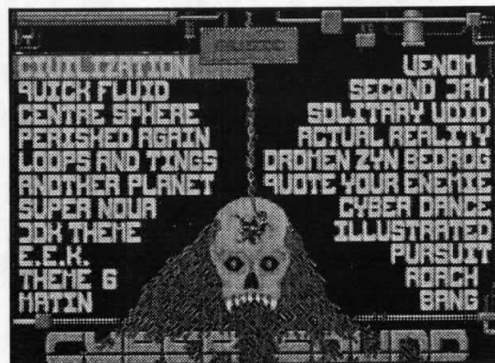 CIVILIZATION
QUICK FLUID
CENTRE SPHERE
PERISHED AGAIN
LOOPS AND TINGS
ANOTHER PLANET
SUPER NOVA
JDX THEME
E.E.K.
THEME 6
MATIN
VENOM
SECOND JAM
SOLITARY VOID
ACTUAL REALITY
DROMEN ZYN BEDROG
QUOTE YOUR ENEMIE
CYBER DANCE
ILLUSTRATED
PURSUIT
ROACH
BANG